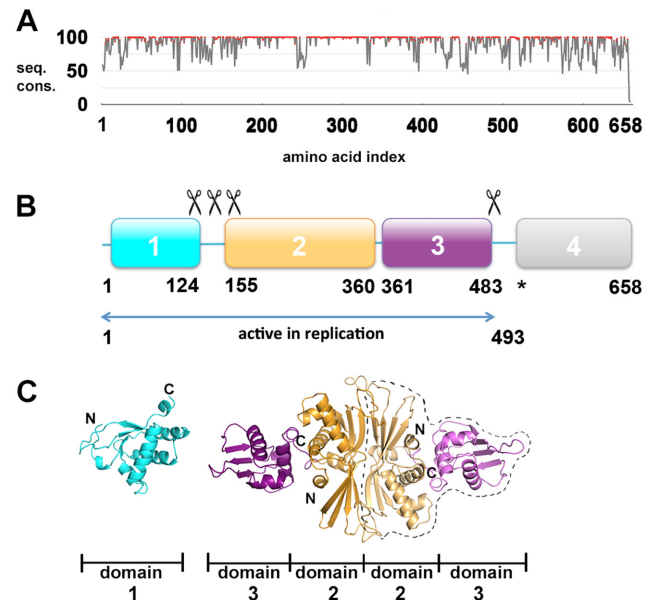 A
100
seq.
50
cons.
0
1 100 200 300 400 500 600 658
amino acid index
B
1 2 3 4
1 124 155 360 361 483 * 658
active in replication
1 493
C
N C
C N
N C
domain domain domain domain domain
1 3 2 2 3